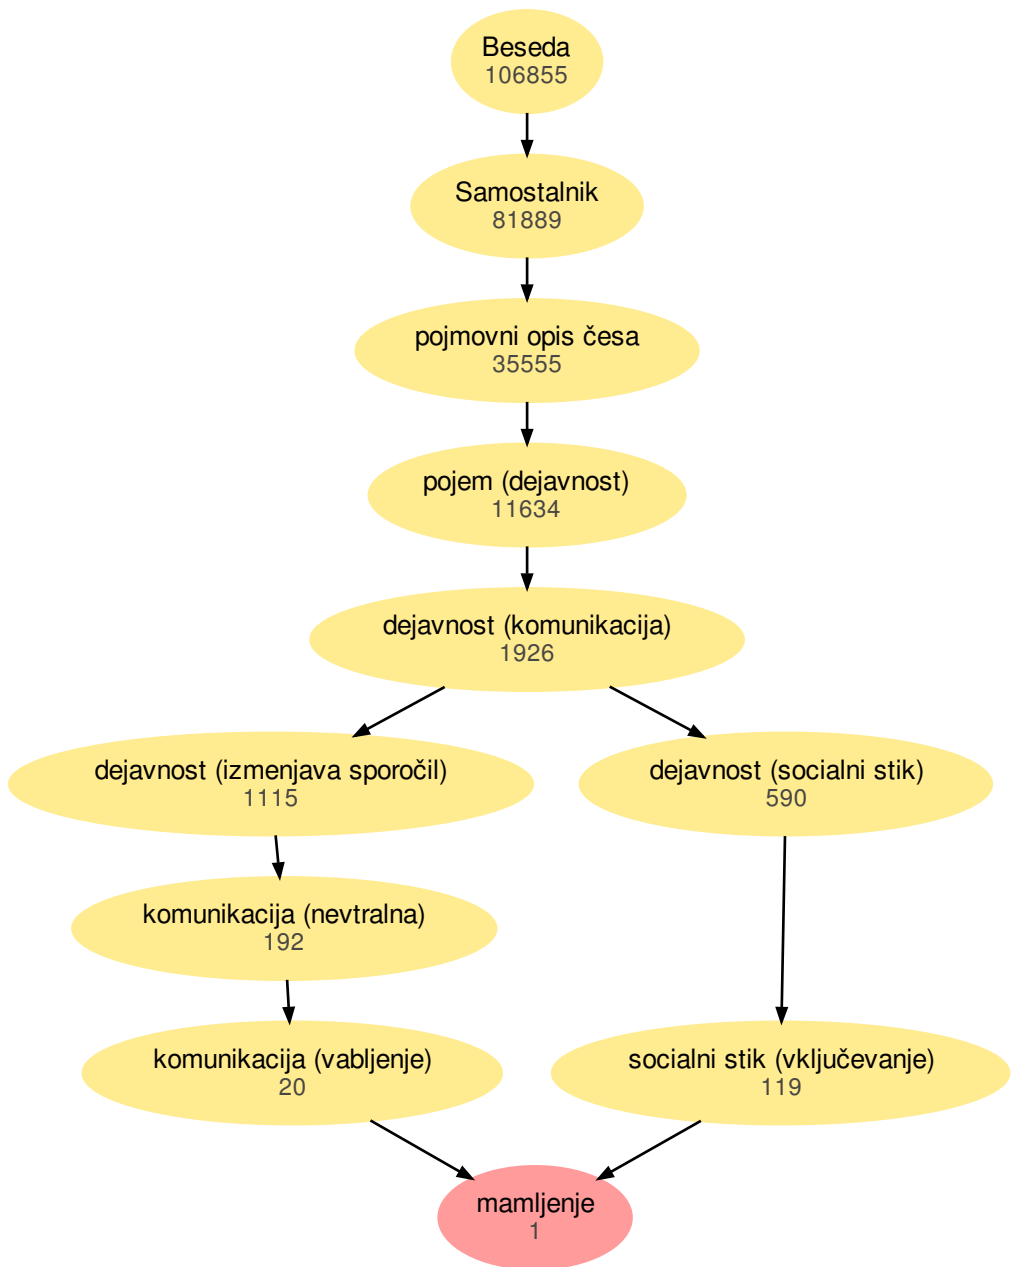 Beseda
106855
Samostalnik
81889
pojmovni opis česa
35555
pojem (dejavnost)
11634
dejavnost (komunikacija)
1926
dejavnost (izmenjava sporočil)
1115
dejavnost (socialni stik)
590
komunikacija (nevtralna)
192
komunikacija (vabljenje)
20
socialni stik (vključevanje)
119
mamljenje
1